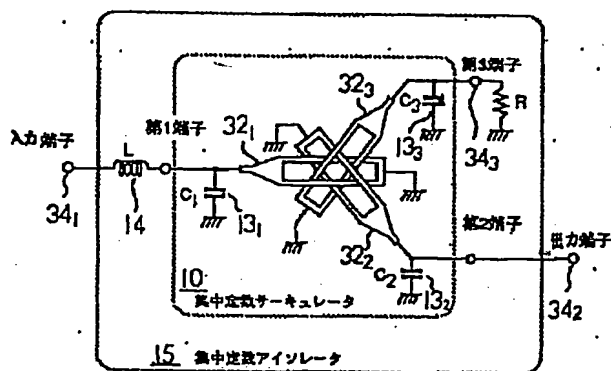 第3端子
32₃
C₃
R
13₃
34₃
入力端子
L
第1端子
32₁
34₁
14
C₁
13₁
第2端子
出力端子
32₂
C₂
13₂
34₂
10
集中定数サーキュレータ
15 集中定数アイソレータ